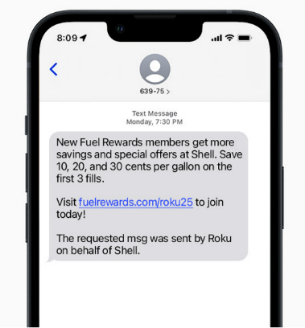 8:09
639-75 >
Text Message
Monday, 7:30 PM
New Fuel Rewards members get more
savings and special offers at Shell. Save
10, 20, and 30 cents per gallon on the
first 3 fills.
Visit fuelrewards.com/roku25 to join
today!
The requested msg was sent by Roku
on behalf of Shell.